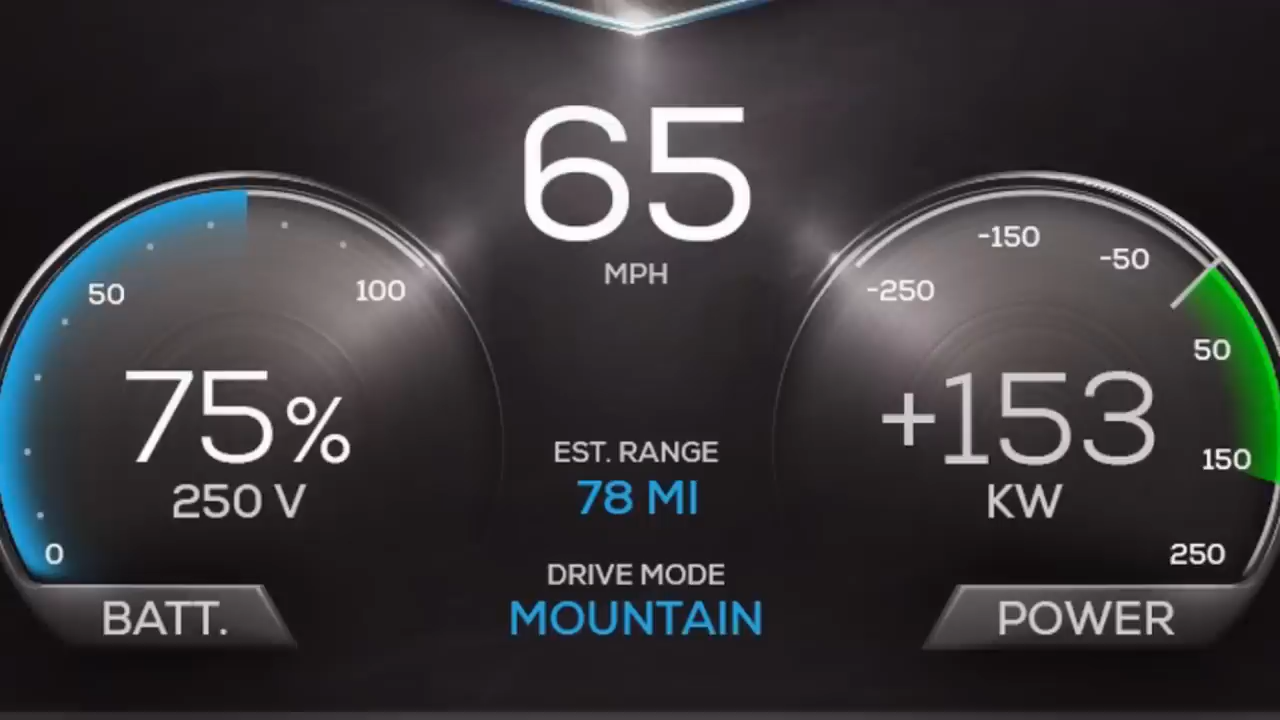 65
MPH
50
100
75%
250 V
0
BATT.
EST. RANGE
78 MI
DRIVE MODE
MOUNTAIN
-250
-150
-50
50
150
250
+153
KW
POWER